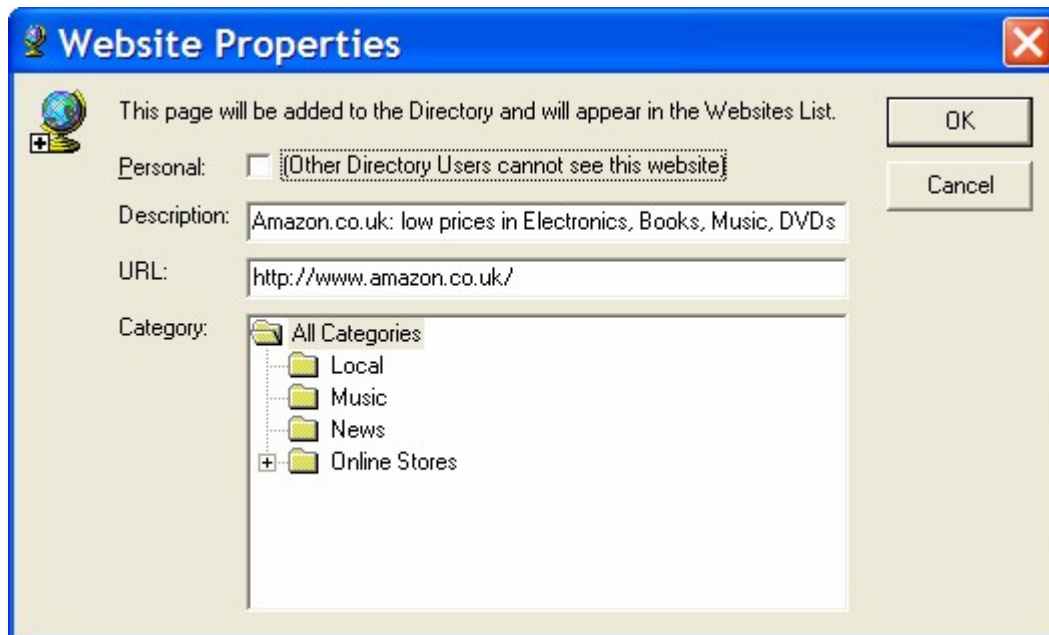 Website Properties
This page will be added to the Directory and will appear in the Websites List.
OK
Personal: (Other Directory Users cannot see this website)
Cancel
Description: Amazon.co.uk: low prices in Electronics, Books, Music, DVDs
URL: http://www.amazon.co.uk/
Category: All Categories
Local
Music
News
Online Stores